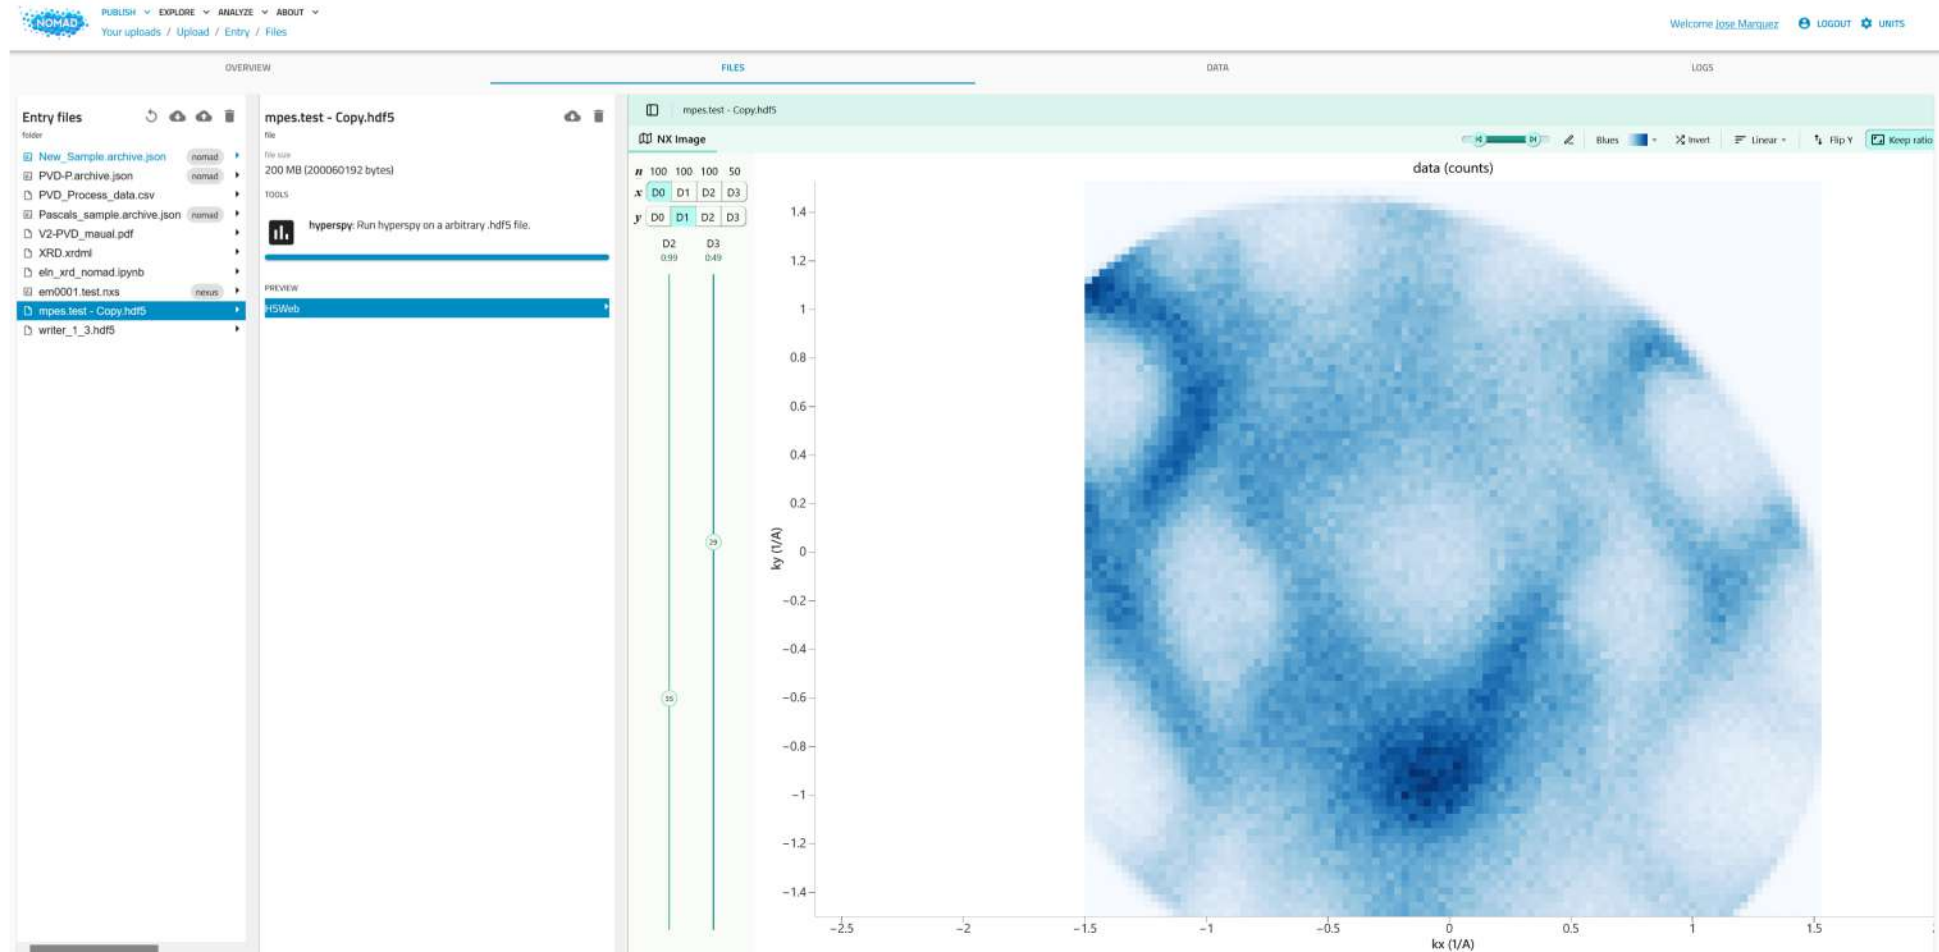 NOMAD
PUBLISH EXPLORE ANALYZE ABOUT
Your uploads / Upload / Entry / Files
Welcome Jose Marquez LOGOUT UNITS
OVERVIEW FILES DATA LOGS
Entry files
folder
New_Sample.archive.json nomad
PVD-P.archive.json nomad
PVD_Process_data.csv
Pascals_sample.archive.json nomad
V2-PVD_maual.pdf
XRD.xrdml
eln_xrd_nomad.ipynb
em0001.test.nxs nexus
mpes.test - Copy.hdf5
writer_1_3.hdf5
mpes.test - Copy.hdf5
file
file size
200 MB (200060192 bytes)
TOOLS
hyperspy: Run hyperspy on a arbitrary .hdf5 file.
PREVIEW
H5Web
mpes.test - Copy.hdf5
NX Image
Blues Invert Linear Flip Y Keep ratio
n 100 100 100 50
x D0 D1 D2 D3
y D0 D1 D2 D3
D2 D3
0:99 0:49
29
55
data (counts)
1.4
1.2
1
0.8
0.6
0.4
0.2
0
−0.2
−0.4
−0.6
−0.8
−1
−1.2
−1.4
ky (1/A)
−2.5 −2 −1.5 −1 −0.5 0 0.5 1 1.5
kx (1/A)